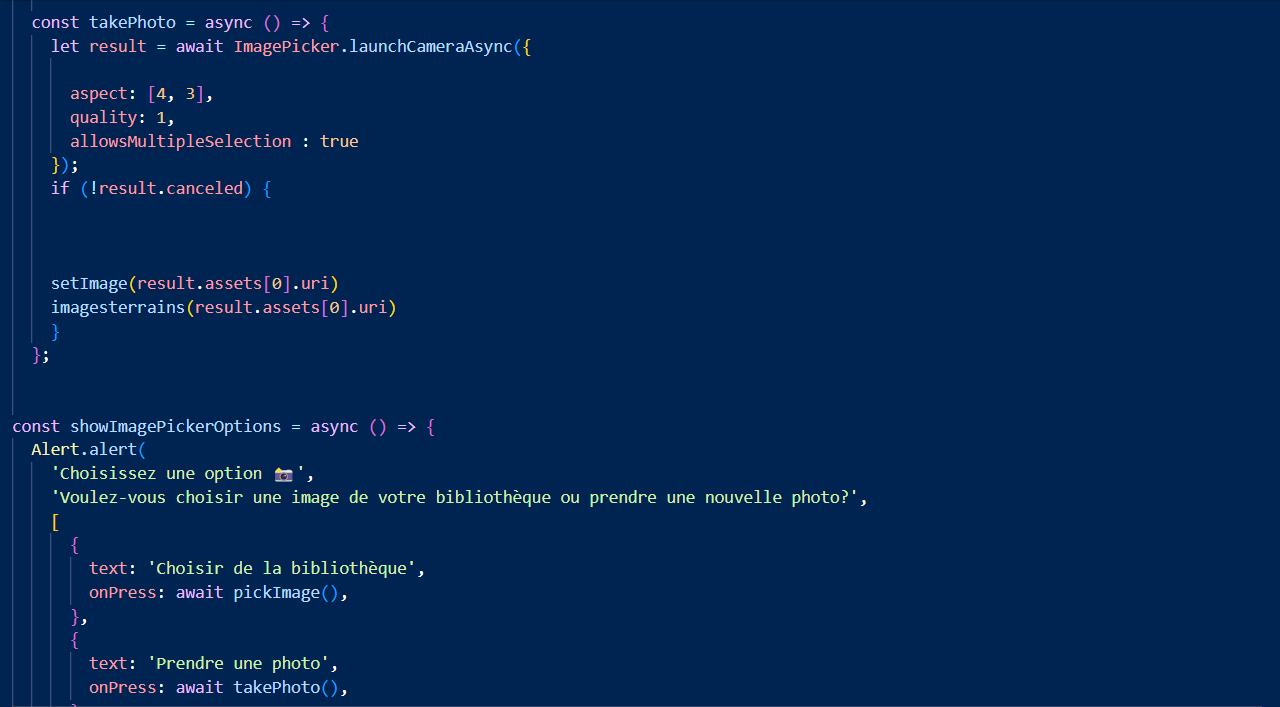 const takePhoto = async () => {
let result = await ImagePicker.launchCameraAsync({
aspect: [4, 3],
quality: 1,
allowsMultipleSelection : true
});
if (!result.canceled) {
setImage(result.assets[0].uri)
imagesterrains(result.assets[0].uri)
}
};
const showImagePickerOptions = async () => {
Alert.alert(
'Choisissez une option 📷',
'Voulez-vous choisir une image de votre bibliothèque ou prendre une nouvelle photo?',
[
{
text: 'Choisir de la bibliothèque',
onPress: await pickImage(),
},
{
text: 'Prendre une photo',
onPress: await takePhoto(),